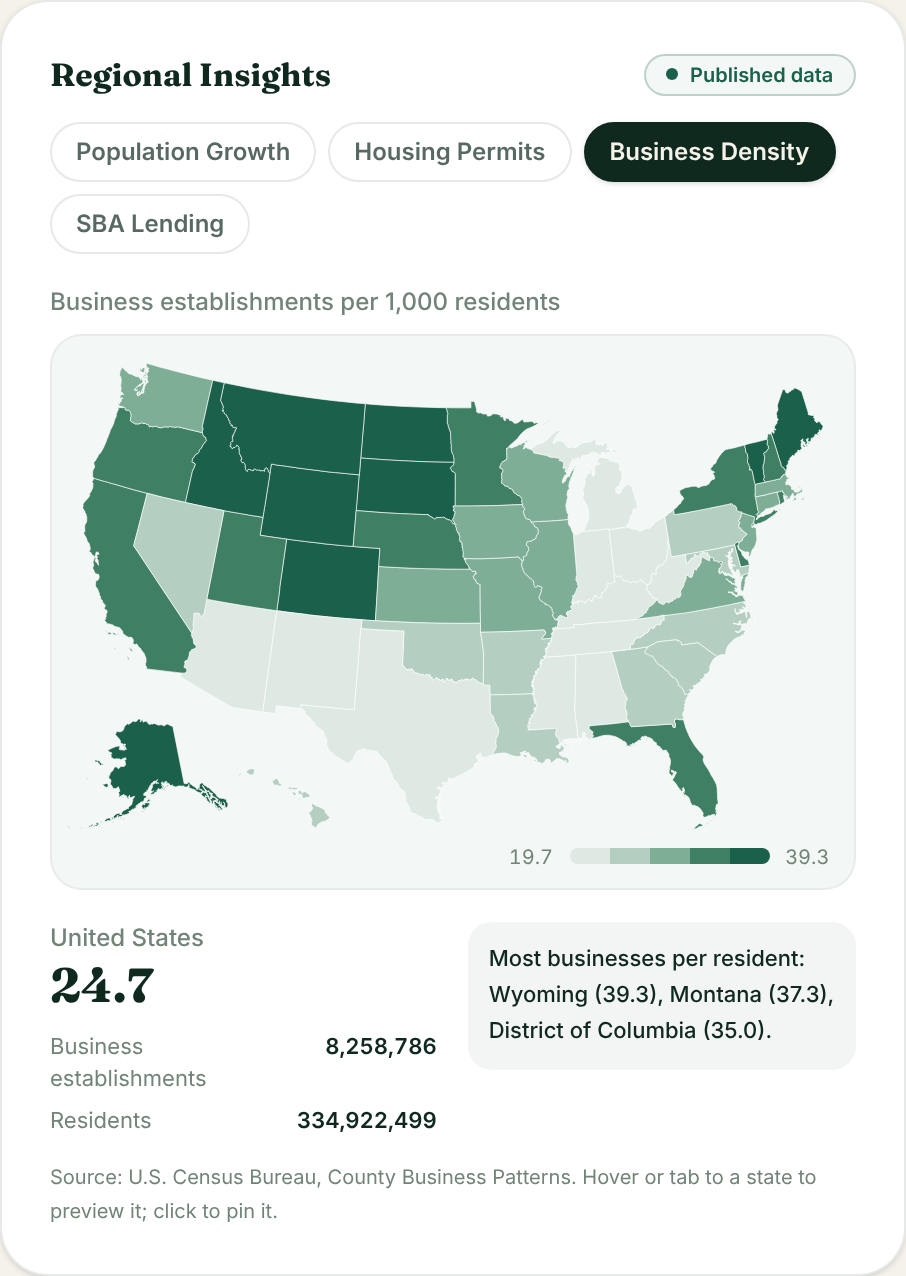 Regional Insights
Published data
Population Growth
Housing Permits
Business Density
SBA Lending
Business establishments per 1,000 residents
19.7
39.3
United States
24.7
Business
establishments
8,258,786
Residents
334,922,499
Most businesses per resident:
Wyoming (39.3), Montana (37.3),
District of Columbia (35.0).
Source: U.S. Census Bureau, County Business Patterns. Hover or tab to a state to
preview it; click to pin it.